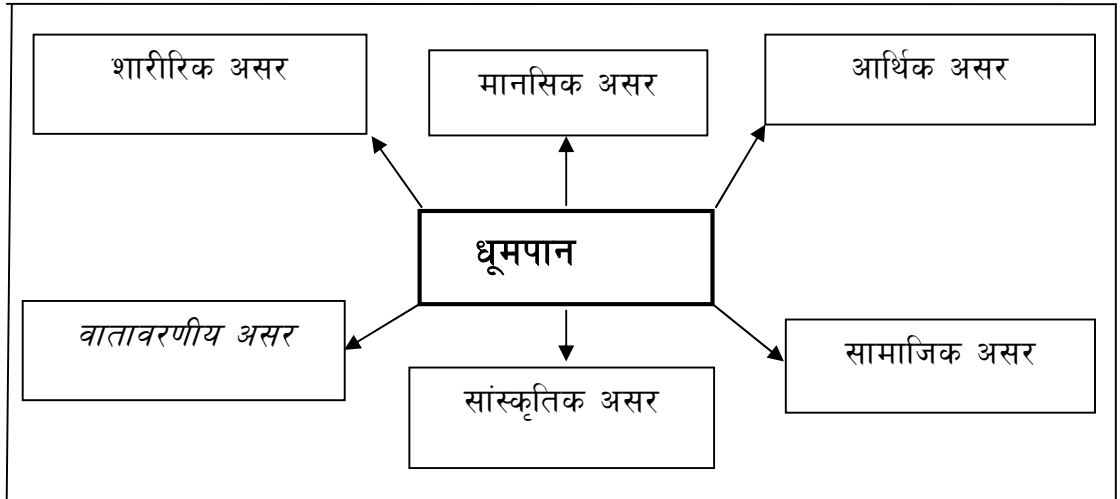 शारीरिक असर
मानसिक असर
आर्थिक असर
धूमपान
वातावरणीय असर
सांस्कृतिक असर
सामाजिक असर